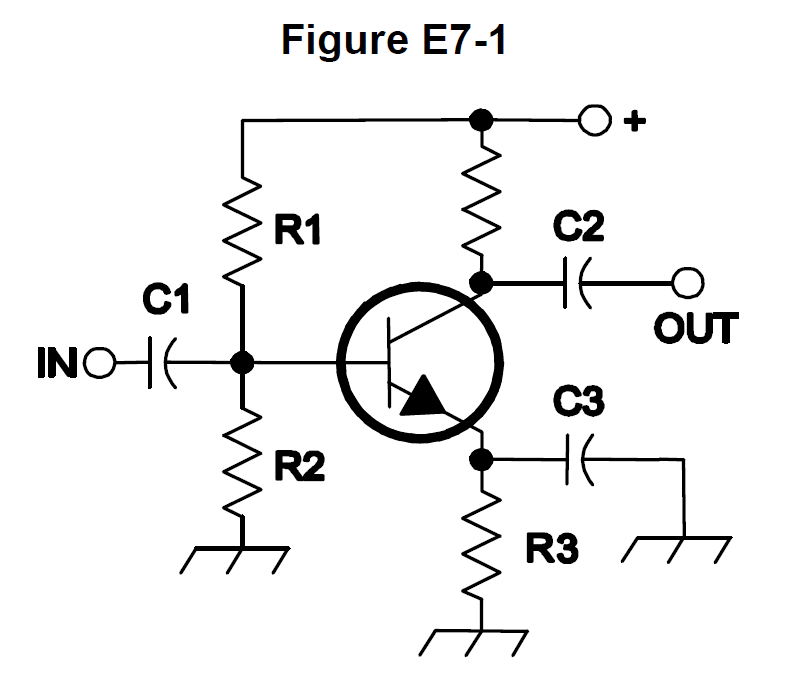 Figure E7-1
+
R1
C2
C1
OUT
IN
C3
R2
R3